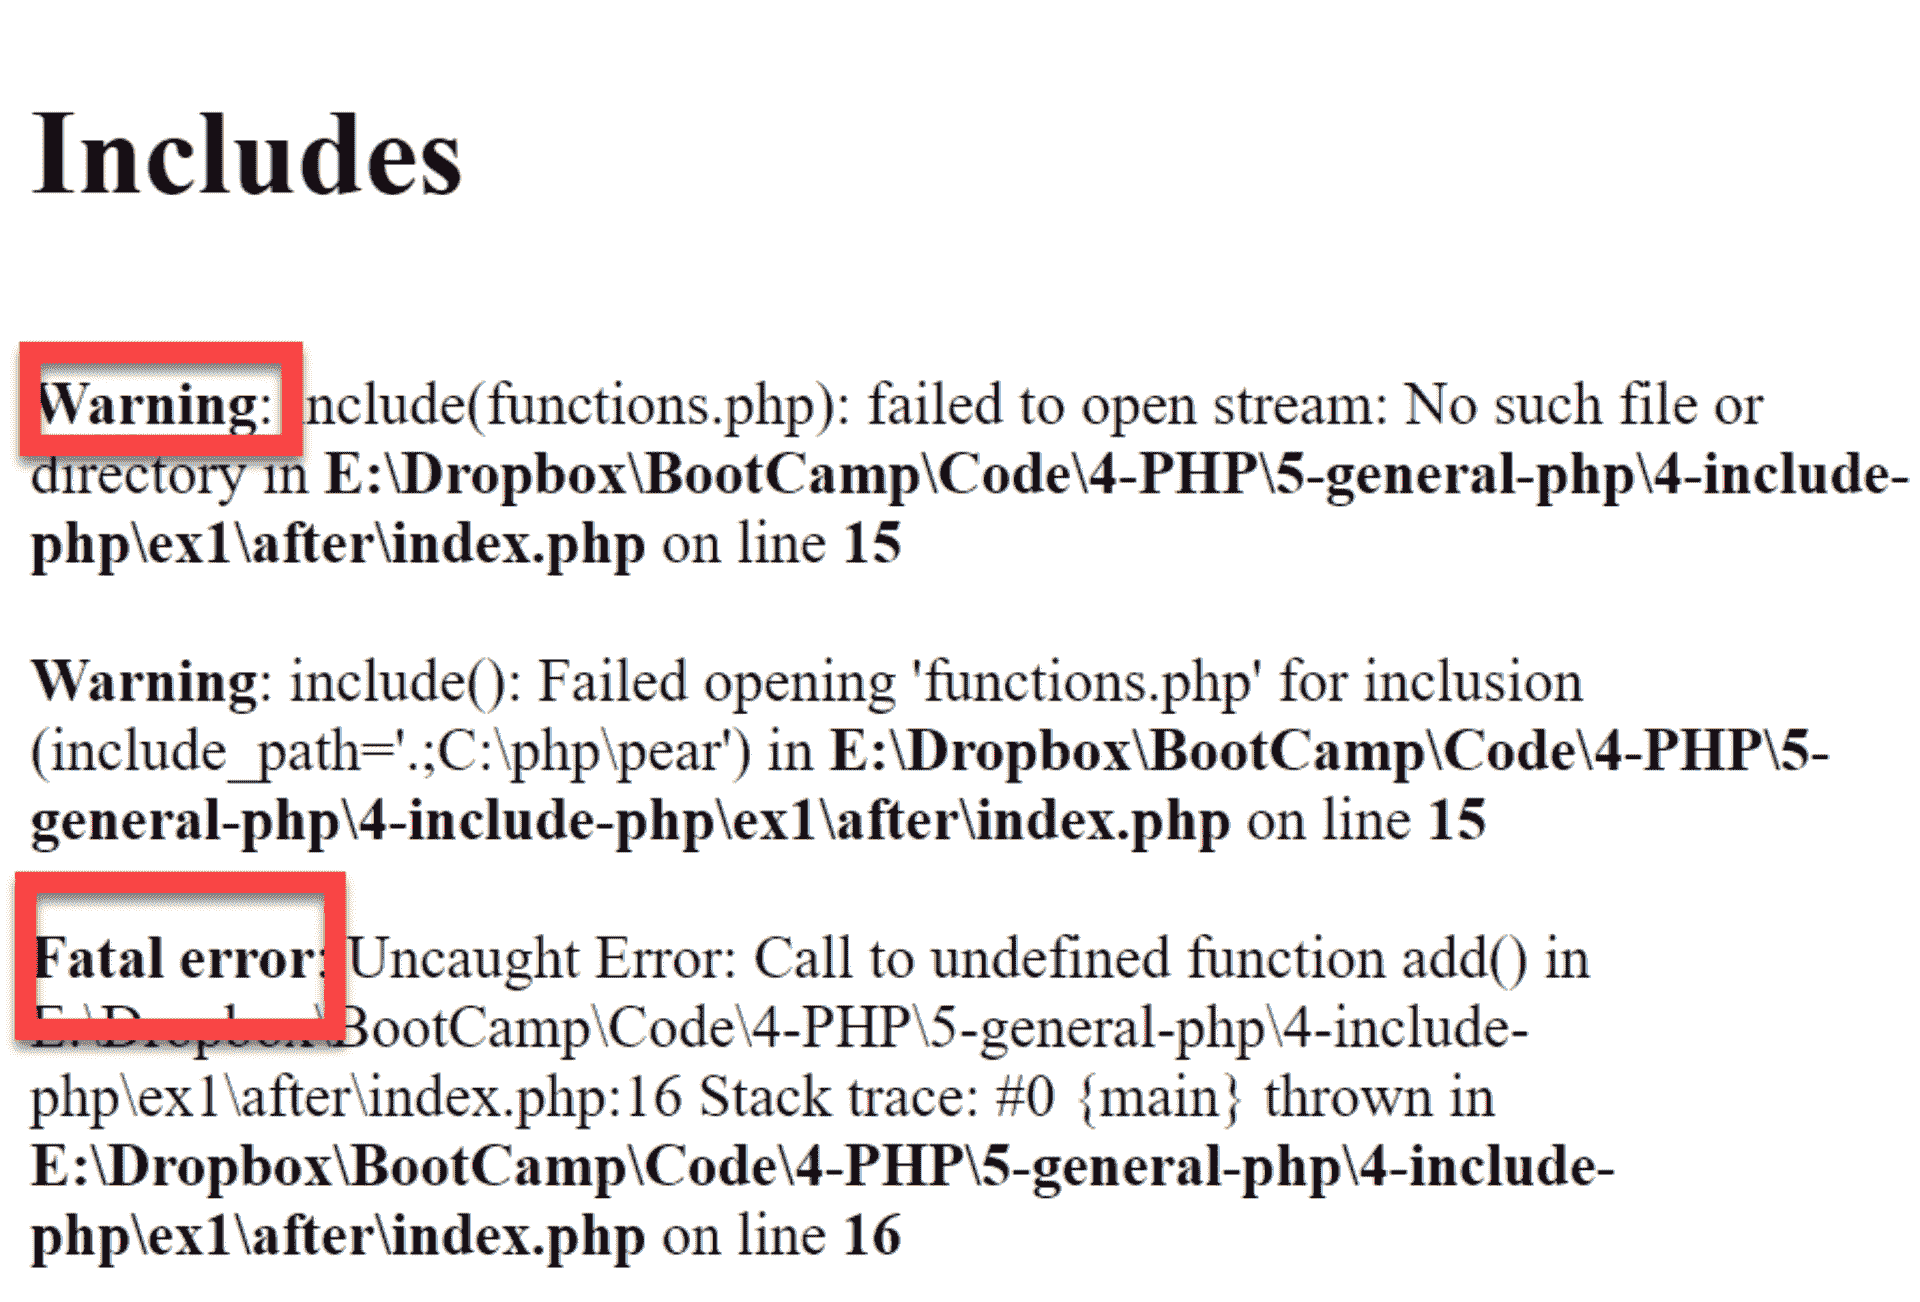 Includes
Warning: include(functions.php): failed to open stream: No such file or
directory in E:\Dropbox\BootCamp\Code\4-PHP\5-general-php\4-include-
php\ex1\after\index.php on line 15
Warning: include(): Failed opening 'functions.php' for inclusion
(include_path='.;C:\php\pear') in E:\Dropbox\BootCamp\Code\4-PHP\5-
general-php\4-include-php\ex1\after\index.php on line 15
Fatal error: Uncaught Error: Call to undefined function add() in
E:\Dropbox\BootCamp\Code\4-PHP\5-general-php\4-include-
php\ex1\after\index.php:16 Stack trace: #0 {main} thrown in
E:\Dropbox\BootCamp\Code\4-PHP\5-general-php\4-include-
php\ex1\after\index.php on line 16